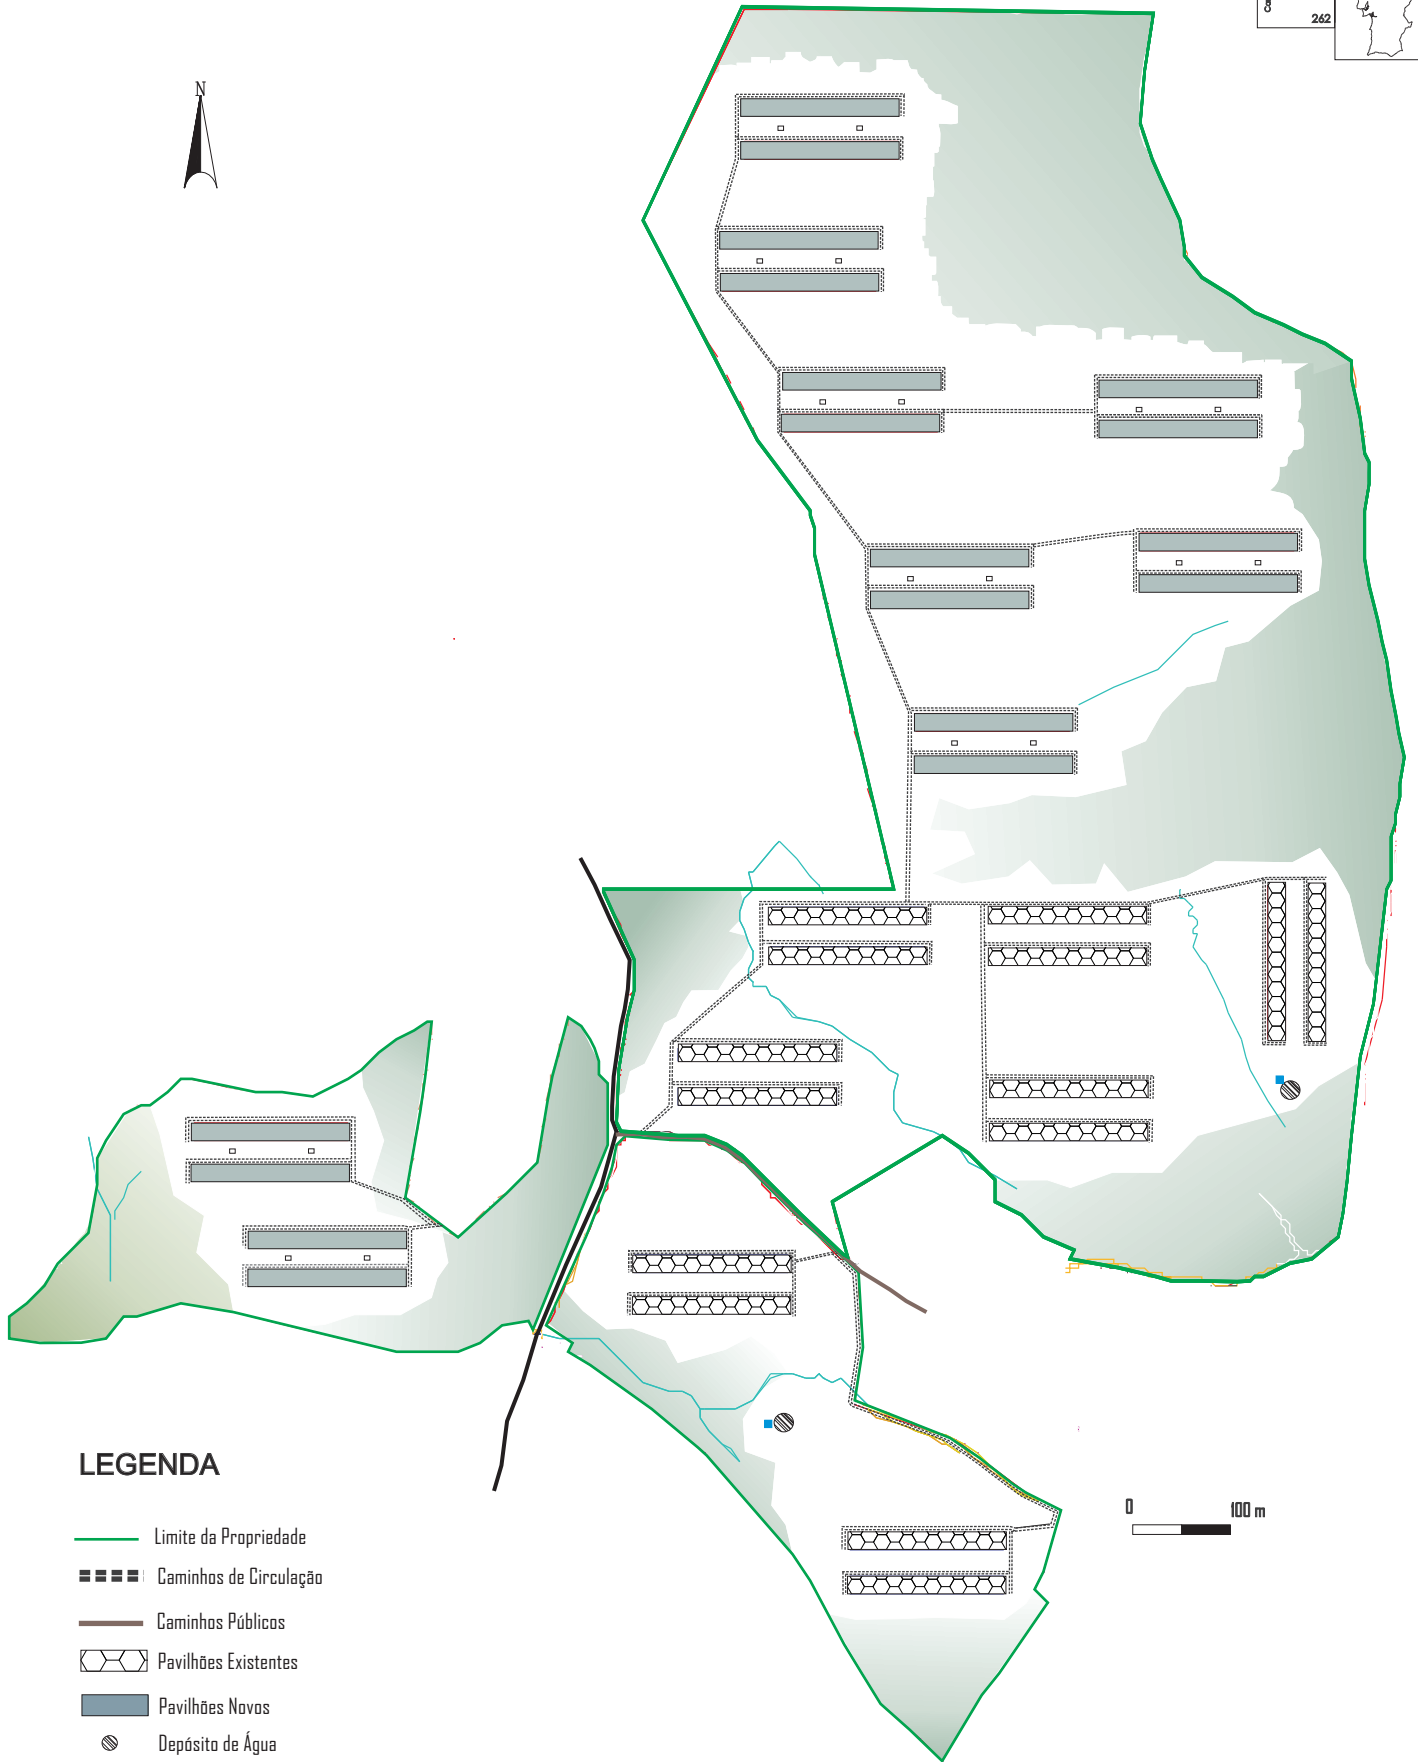 262
N
LEGENDA
0 100 m
Limite da Propriedade
Caminhos de Circulação
Caminhos Públicos
Pavilhões Existentes
Pavilhões Novos
Depósito de Água